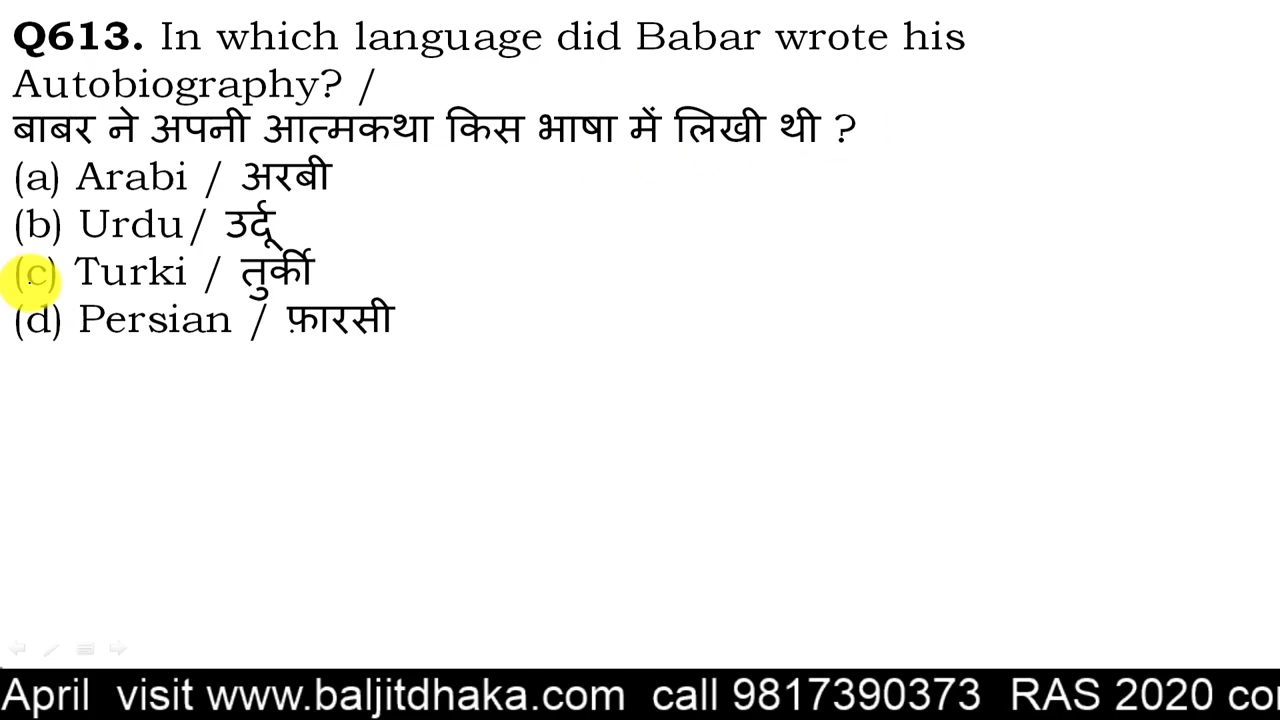 Q613. In which language did Babar wrote his
Autobiography? /
बाबर ने अपनी आत्मकथा किस भाषा में लिखी थी ?
(a) Arabi / अरबी
(b) Urdu/ उर्दू
(c) Turki / तुर्की
(d) Persian / फ़ारसी
April visit www.baljitdhaka.com call 9817390373 RAS 2020